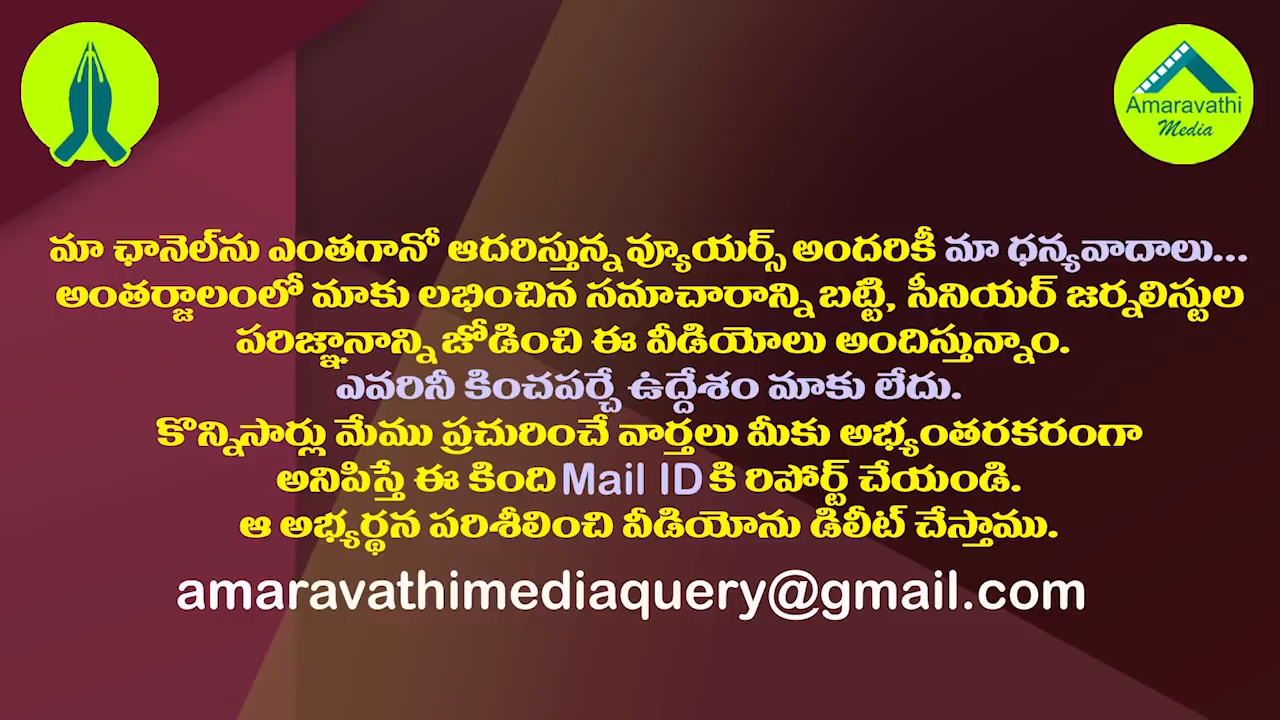 Amaravathi
Media
మా ఛానెల్‌ను ఎంతగానో ఆదరిస్తున్న వ్యూయర్స్ అందరికీ మా ధన్యవాదాలు...
అంతర్జాలంలో మాకు లభించిన సమాచారాన్ని బట్టి, సీనియర్ జర్నలిస్టుల
పరిజ్ఞానాన్ని జోడించి ఈ వీడియోలు అందిస్తున్నాం.
ఎవరినీ కించపర్చే ఉద్దేశం మాకు లేదు.
కొన్నిసార్లు మేము ప్రచురించే వార్తలు మీకు అభ్యంతరకరంగా
అనిపిస్తే ఈ కింది Mail ID కి రిపోర్ట్ చేయండి.
ఆ అభ్యర్థన పరిశీలించి వీడియోను డిలీట్ చేస్తాము.
amaravathimediaquery@gmail.com